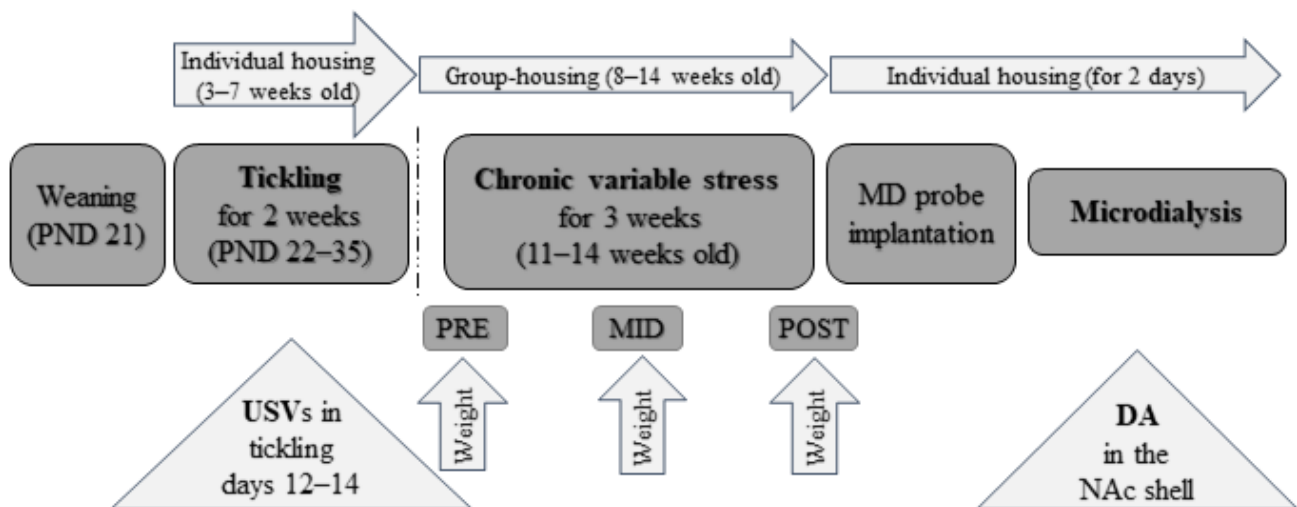 Individual housing
(3–7 weeks old)
Group-housing (8–14 weeks old)
Individual housing (for 2 days)
Weaning
(PND 21)
Tickling
for 2 weeks
(PND 22–35)
Chronic variable stress
for 3 weeks
(11–14 weeks old)
MD probe
implantation
Microdialysis
PRE
MID
POST
USVs in
tickling
days 12–14
Weight
Weight
Weight
DA
in the
NAc shell